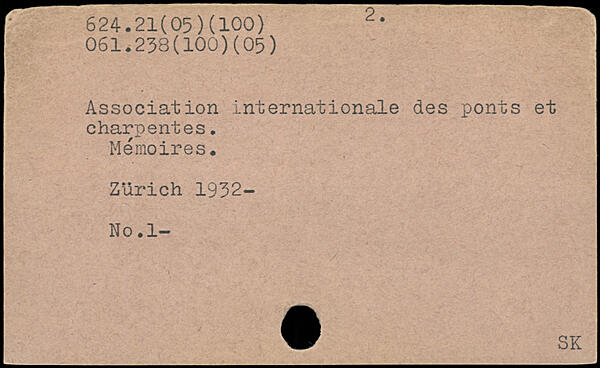 2.
624.21(05)(100)
061.238(100)(05)
Association internationale des ponts et
charpentes.
Mémoires.
Zürich 1932-
No.1-
SK